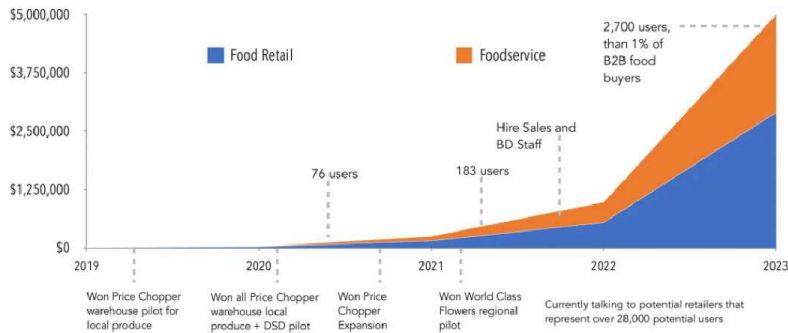 $5,000,000
$3,750,000
$2,500,000
$1,250,000
$0
Food Retail
Foodservice
2,700 users,
than 1% of
B2B food
buyers
Hire Sales and
BD Staff
76 users
183 users
2019
2020
2021
2022
2023
Won Price Chopper
warehouse pilot for
local produce
Won all Price Chopper
warehouse local
produce + DSD pilot
Won Price
Chopper
Expansion
Won World Class
Flowers regional
pilot
Currently talking to potential retailers that
represent over 28,000 potential users